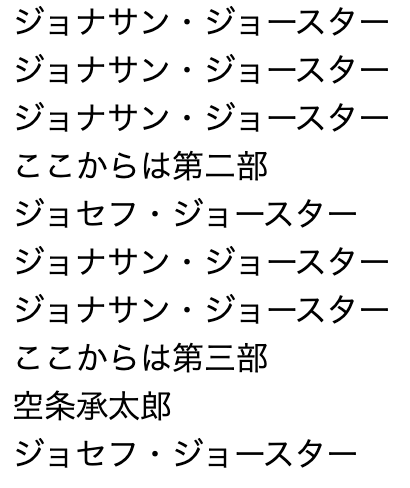 ジョナサン・ジョースター
ジョナサン・ジョースター
ジョナサン・ジョースター
ここからは第二部
ジョセフ・ジョースター
ジョナサン・ジョースター
ジョナサン・ジョースター
ここからは第三部
空条承太郎
ジョセフ・ジョースター